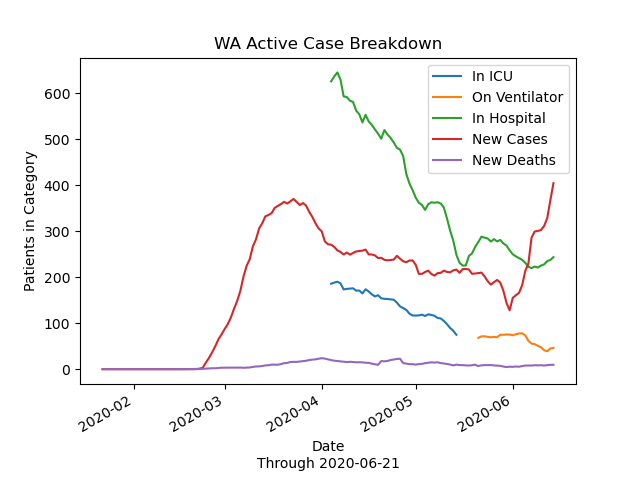 WA Active Case Breakdown
In ICU
On Ventilator
In Hospital
New Cases
New Deaths
Patients in Category
600
500
400
300
200
100
0
2020-02
2020-03
2020-04
2020-05
2020-06
Date
Through 2020-06-21